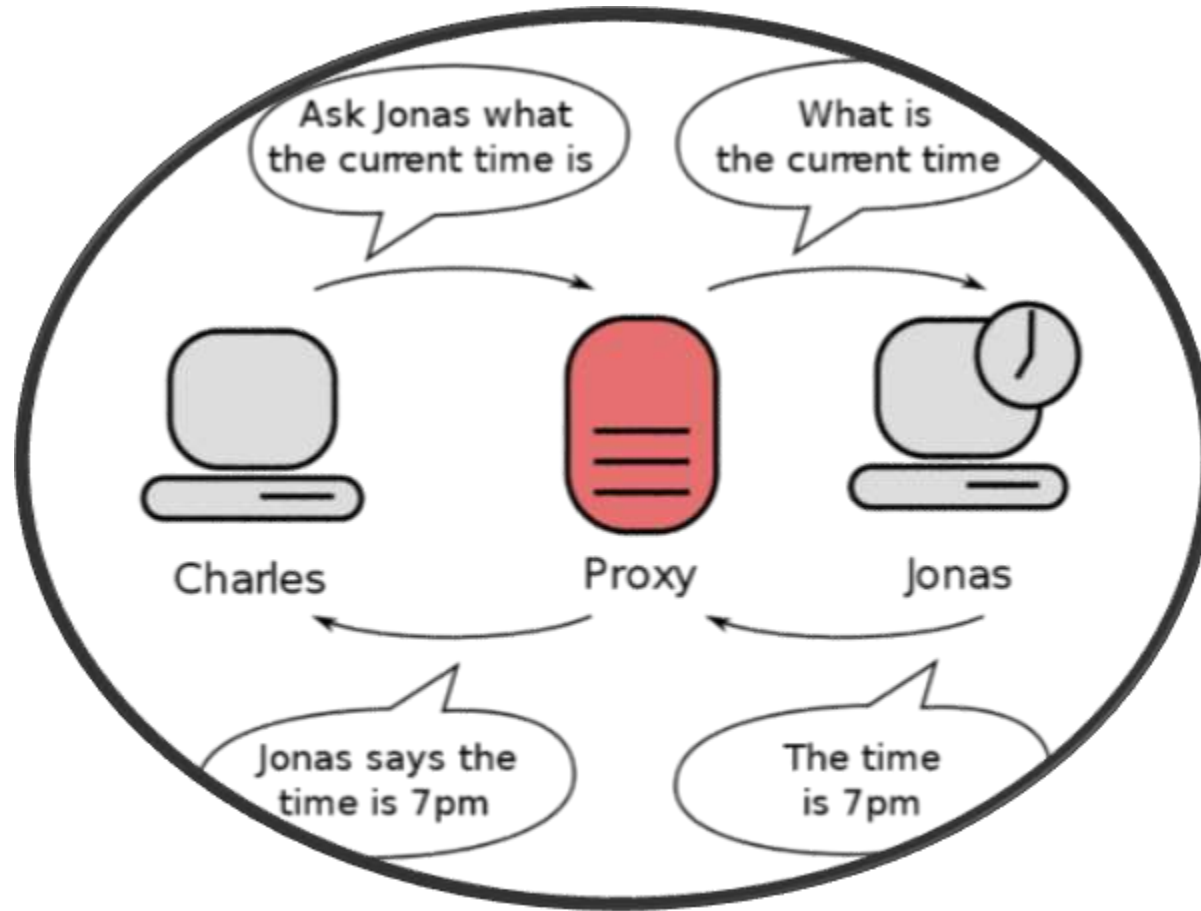 Ask Jonas what
the current time is
What is
the current time
Charles
Proxy
Jonas
Jonas says the
time is 7pm
The time
is 7pm